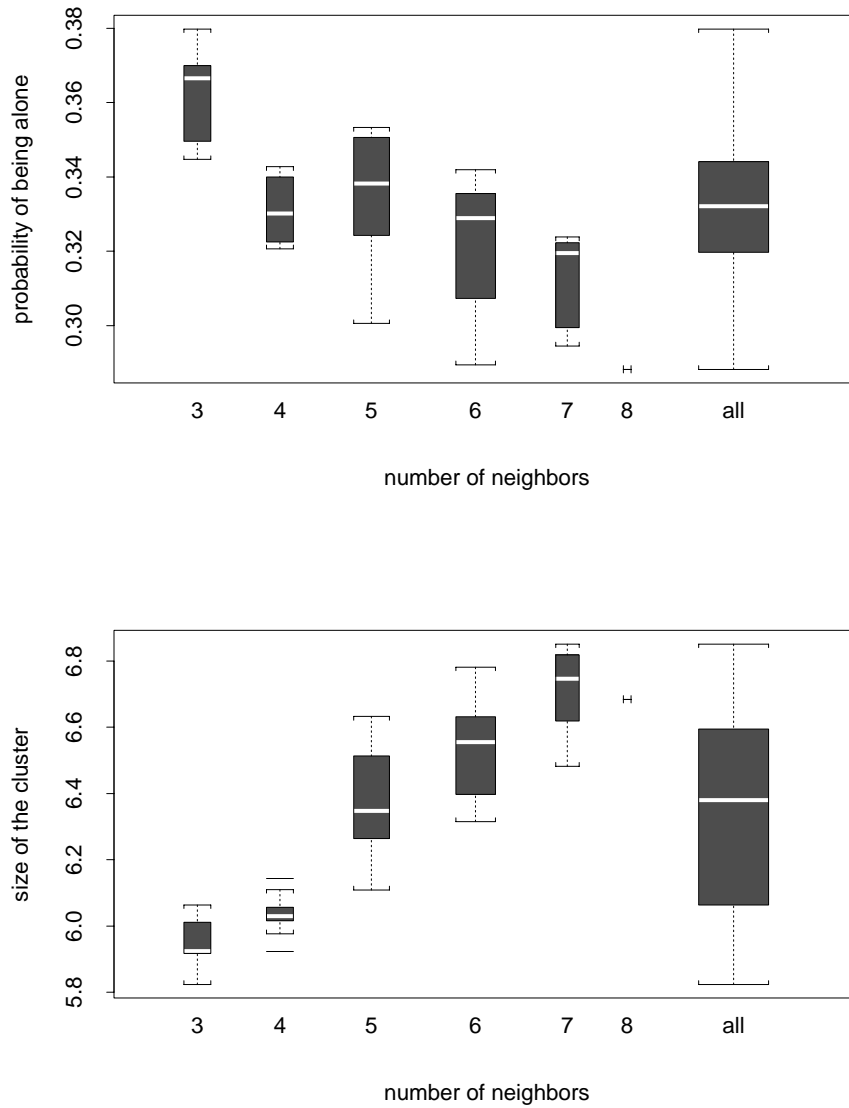 probability of being alone
0.38
0.36
0.34
0.32
0.30
3 4 5 6 7 8 all
number of neighbors
size of the cluster
6.8
6.6
6.4
6.2
6.0
5.8
3 4 5 6 7 8 all
number of neighbors